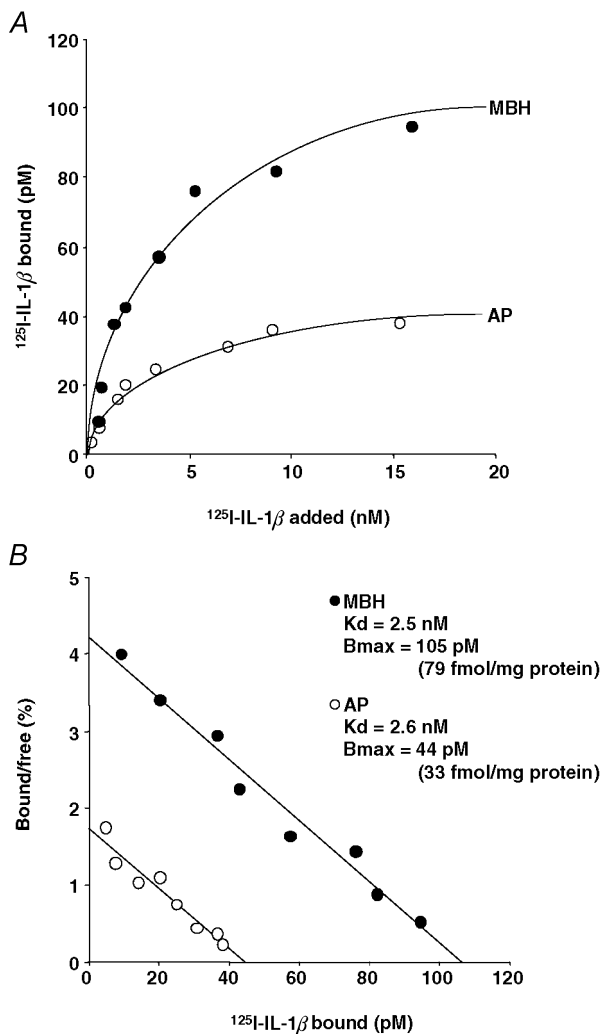 A
120
100
80
60
40
20
0
¹²⁵I-IL-1β bound (pM)
MBH
AP
0 5 10 15 20
¹²⁵I-IL-1β added (nM)
B
5
4
3
2
1
0
Bound/free (%)
MBH
Kd = 2.5 nM
Bmax = 105 pM
(79 fmol/mg protein)
AP
Kd = 2.6 nM
Bmax = 44 pM
(33 fmol/mg protein)
0 20 40 60 80 100 120
¹²⁵I-IL-1β bound (pM)